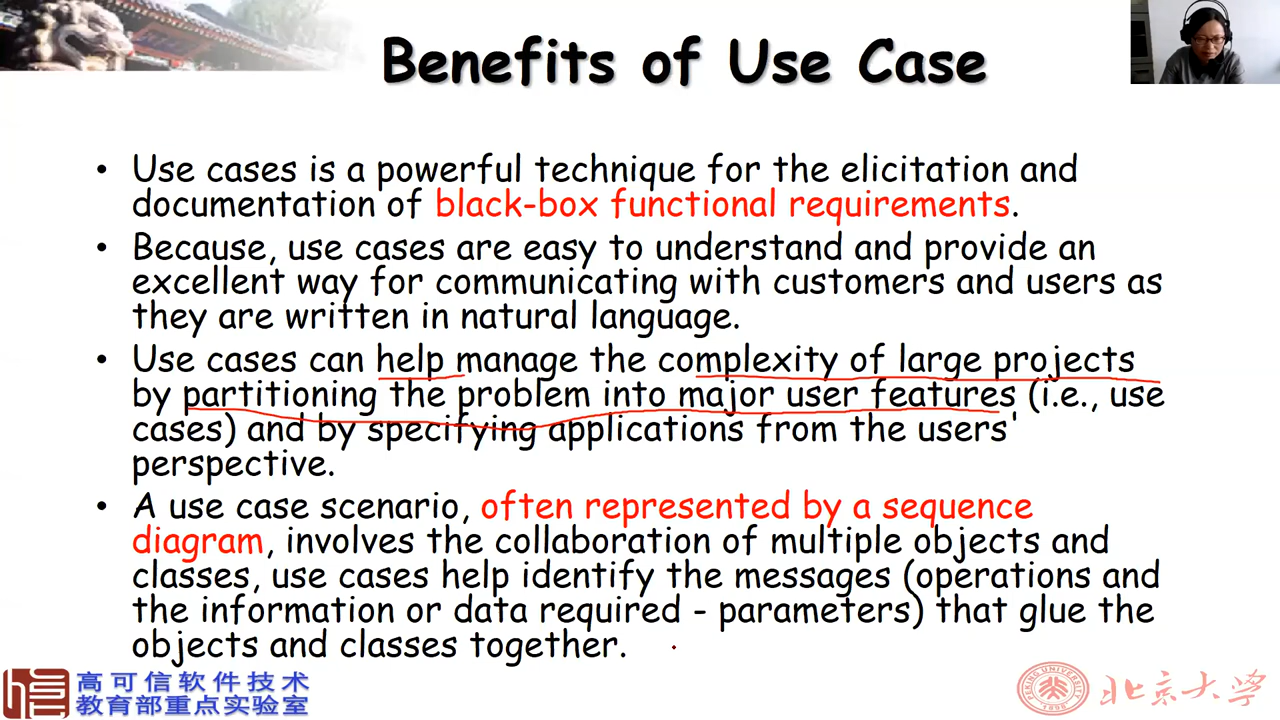 Benefits of Use Case
• Use cases is a powerful technique for the elicitation and
documentation of black-box functional requirements.
• Because, use cases are easy to understand and provide an
excellent way for communicating with customers and users as
they are written in natural language.
• Use cases can help manage the complexity of large projects
by partitioning the problem into major user features (i.e., use
cases) and by specifying applications from the users'
perspective.
• A use case scenario, often represented by a sequence
diagram, involves the collaboration of multiple objects and
classes, use cases help identify the messages (operations and
the information or data required - parameters) that glue the
objects and classes together.
高可信软件技术
教育部重点实验室
PEKING UNIVERSITY
1898
北京大学